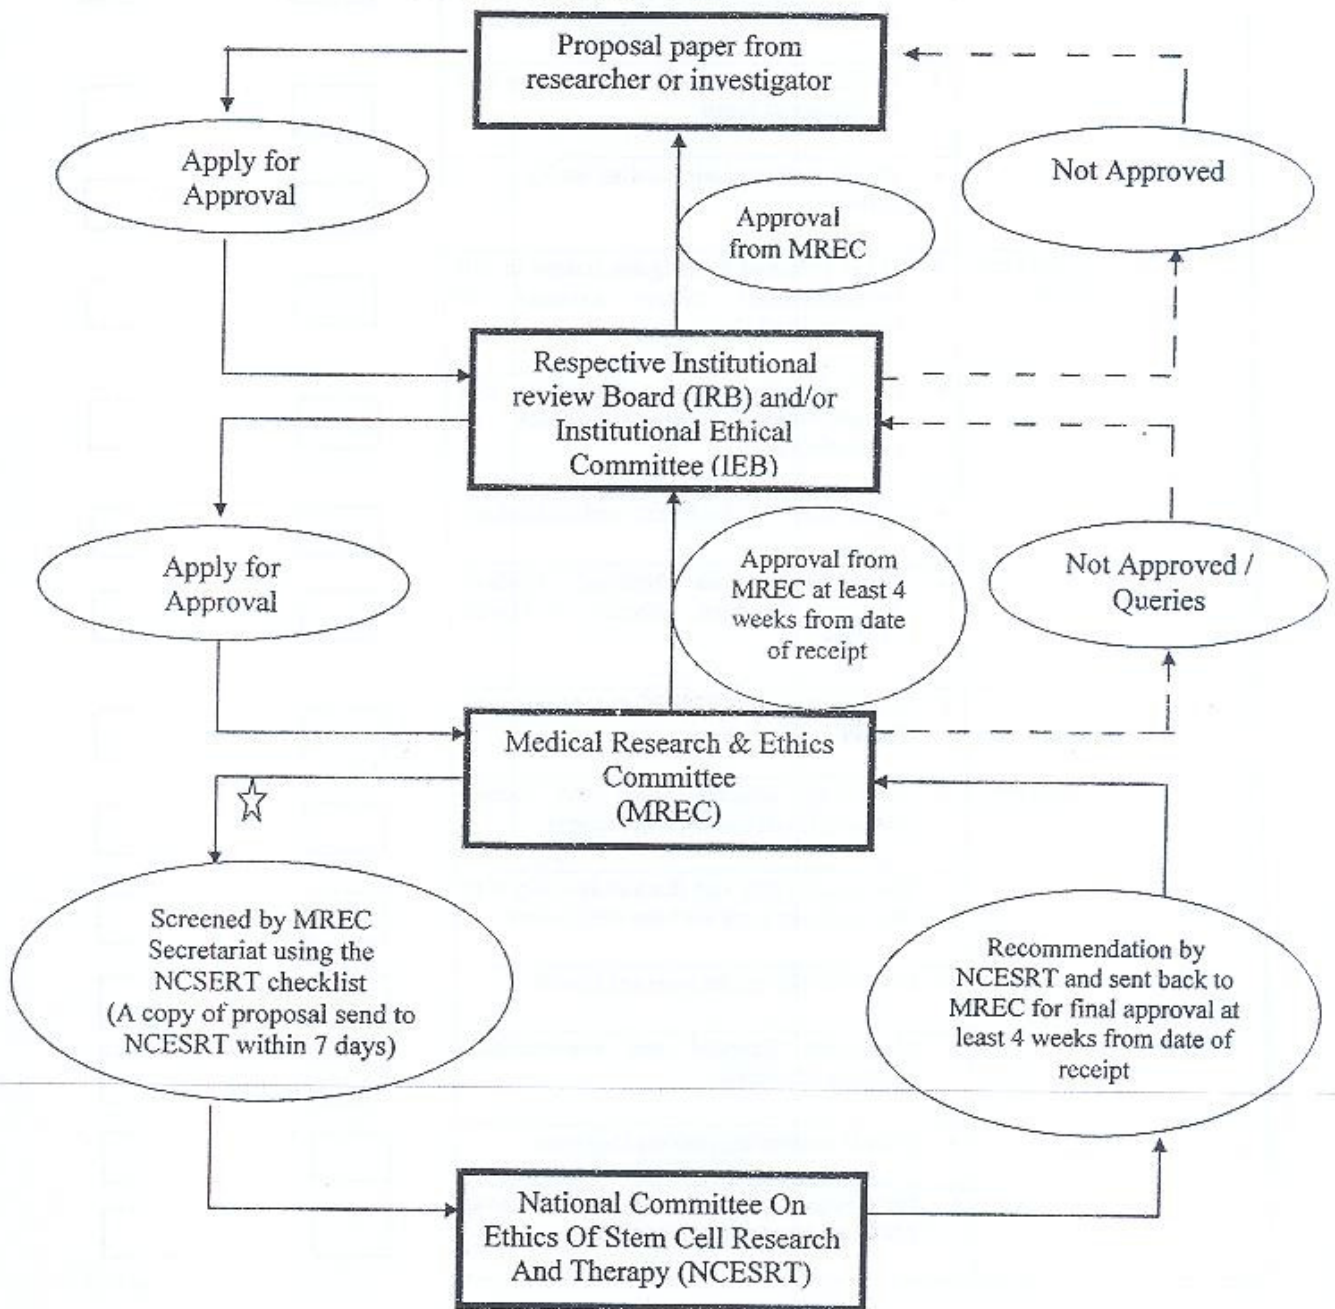 Proposal paper from
researcher or investigator
Apply for
Approval
Not Approved
Approval
from MREC
Respective Institutional
review Board (IRB) and/or
Institutional Ethical
Committee (IEB)
Apply for
Approval
Approval from
MREC at least 4
weeks from date
of receipt
Not Approved /
Queries
Medical Research & Ethics
Committee
(MREC)
Screened by MREC
Secretariat using the
NCSERT checklist
(A copy of proposal send to
NCESRT within 7 days)
Recommendation by
NCESRT and sent back to
MREC for final approval at
least 4 weeks from date of
receipt
National Committee On
Ethics Of Stem Cell Research
And Therapy (NCESRT)